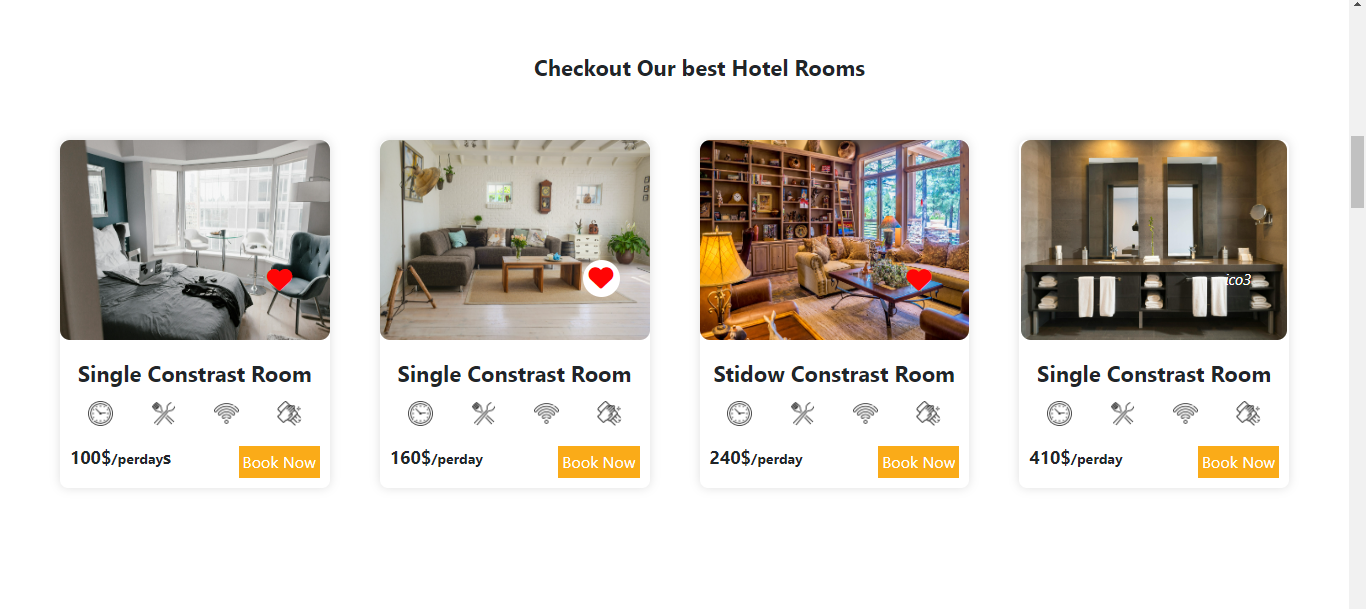 Checkout Our best Hotel Rooms
ico3
Single Constrast Room
Single Constrast Room
Stidow Constrast Room
Single Constrast Room
100$/perdays
Book Now
160$/perday
Book Now
240$/perday
Book Now
410$/perday
Book Now